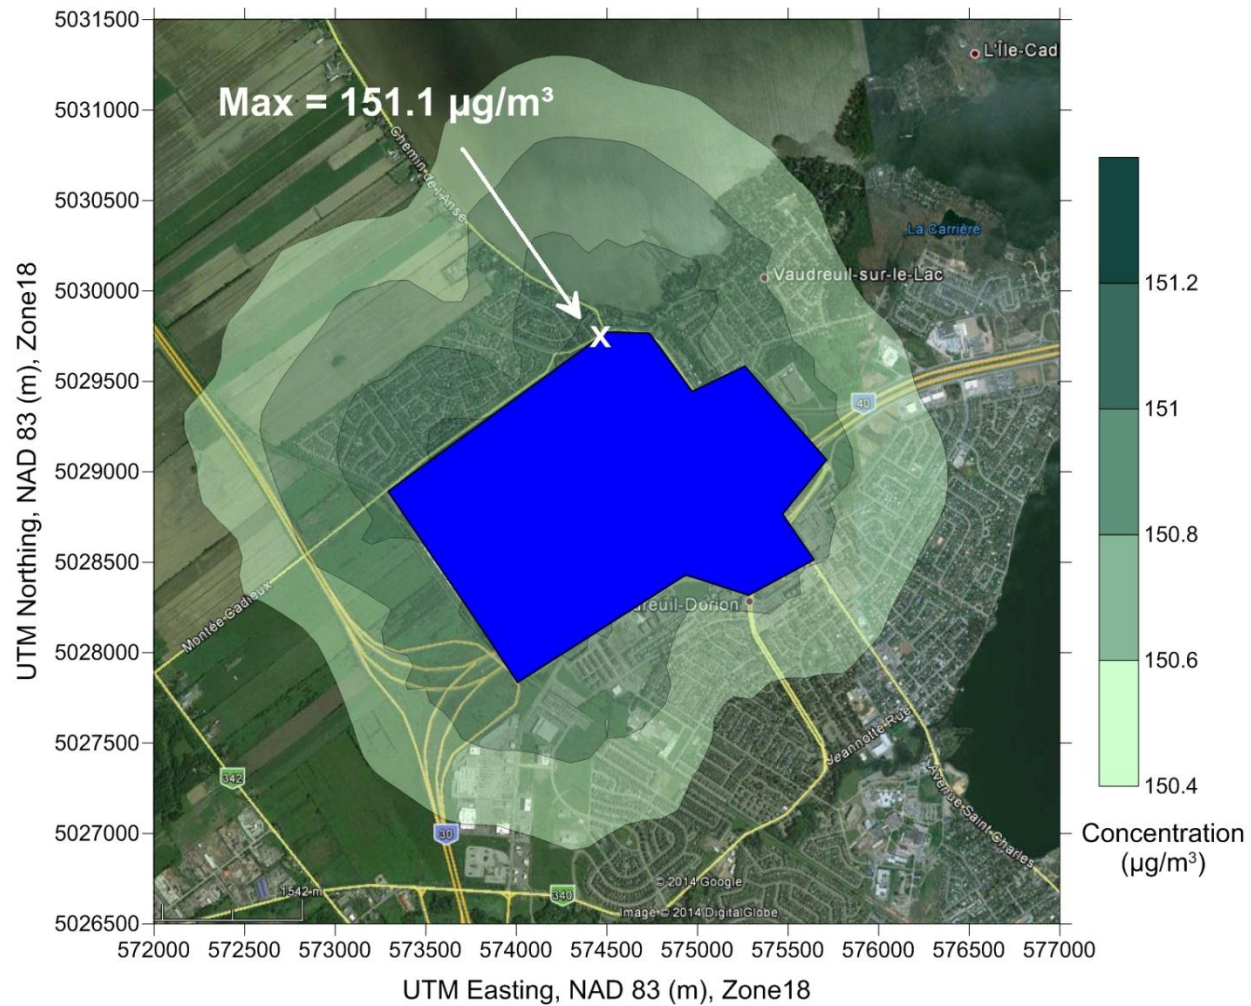 5031500
5031000
5030500
5030000
5029500
5029000
5028500
5028000
5027500
5027000
5026500
UTM Northing, NAD 83 (m), Zone18
L'Île-Cad
Max = 151.1 µg/m³
Chemin-de-l'Anse
La Carrière
Vaudreuil-sur-le-Lac
X
40
Montée Cadieux
dreuil-Dorion
Jeannotte Rue
Avenue Saint Charles
342
30
1542 m
340
© 2014 Google
Image © 2014 DigitalGlobe
572000 572500 573000 573500 574000 574500 575000 575500 576000 576500 577000
UTM Easting, NAD 83 (m), Zone18
151.2
151
150.8
150.6
150.4
Concentration
(µg/m³)